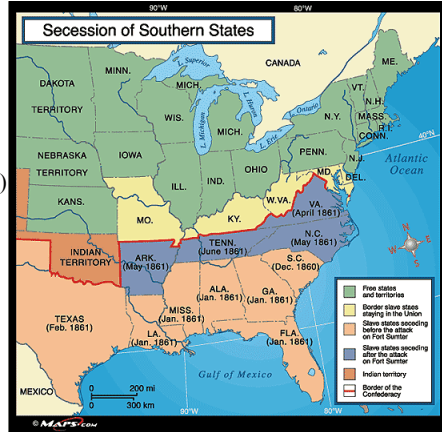 90°W
80°W
Secession of Southern States
ME.
MINN.
L. Superior
CANADA
DAKOTA
TERRITORY
MICH.
VT.
N.H.
WIS.
L. Michigan
L. Huron
MICH.
L. Ontario
N.Y.
MASS.
R.I.
CONN.
L. Erie
40°N
NEBRASKA
TERRITORY
IOWA
PENN.
N.J.
Atlantic
Ocean
ILL.
IND.
OHIO
MD.
DEL.
KANS.
W.VA.
VA.
(April 1861)
MO.
KY.
N
E
W
S
INDIAN
TERRITORY
ARK.
(May 1861)
TENN.
(June 1861)
N.C.
(May 1861)
S.C.
(Dec. 1860)
TEXAS
(Feb. 1861)
MISS.
(Jan. 1861)
ALA.
(Jan. 1861)
GA.
(Jan. 1861)
LA.
(Jan. 1861)
FLA.
(Jan. 1861)
Free states
and territories
Border slave states
staying in the Union
Slave states seceding
before the attack
on Fort Sumter
Slave states seceding
after the attack
on Fort Sumter
Indian territory
Border of the
Confederacy
Gulf of Mexico
MEXICO
0 200 mi
0 300 km
90°W
80°W
© MAPS.COM
)